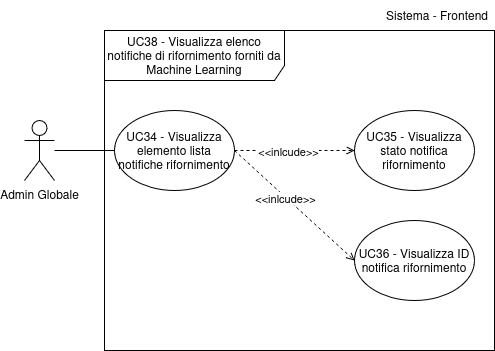 Sistema - Frontend
UC38 - Visualizza elenco
notifiche di rifornimento forniti da
Machine Learning
UC34 - Visualizza
elemento lista
notifiche rifornimento
<<inlcude>>
UC35 - Visualizza
stato notifica
rifornimento
Admin Globale
<<inlcude>>
UC36 - Visualizza ID
notifica rifornimento